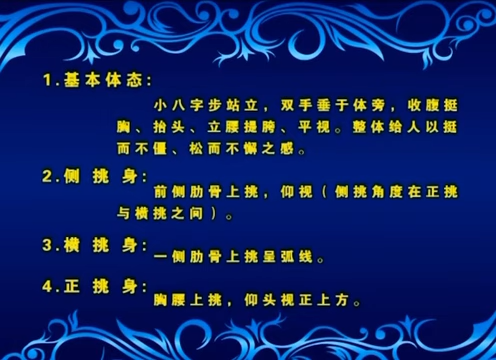 1.基本体态:
小八字步站立，双手垂于体旁，收腹挺
胸、抬头、立腰提胯、平视。整体给人以挺
而不僵、松而不懈之感。
2.侧 挑 身:
前侧肋骨上挑，仰视（侧挑角度在正挑
与横挑之间）。
3.横 挑 身:
一侧肋骨上挑呈弧线。
4.正 挑 身:
胸腰上挑，仰头视正上方。